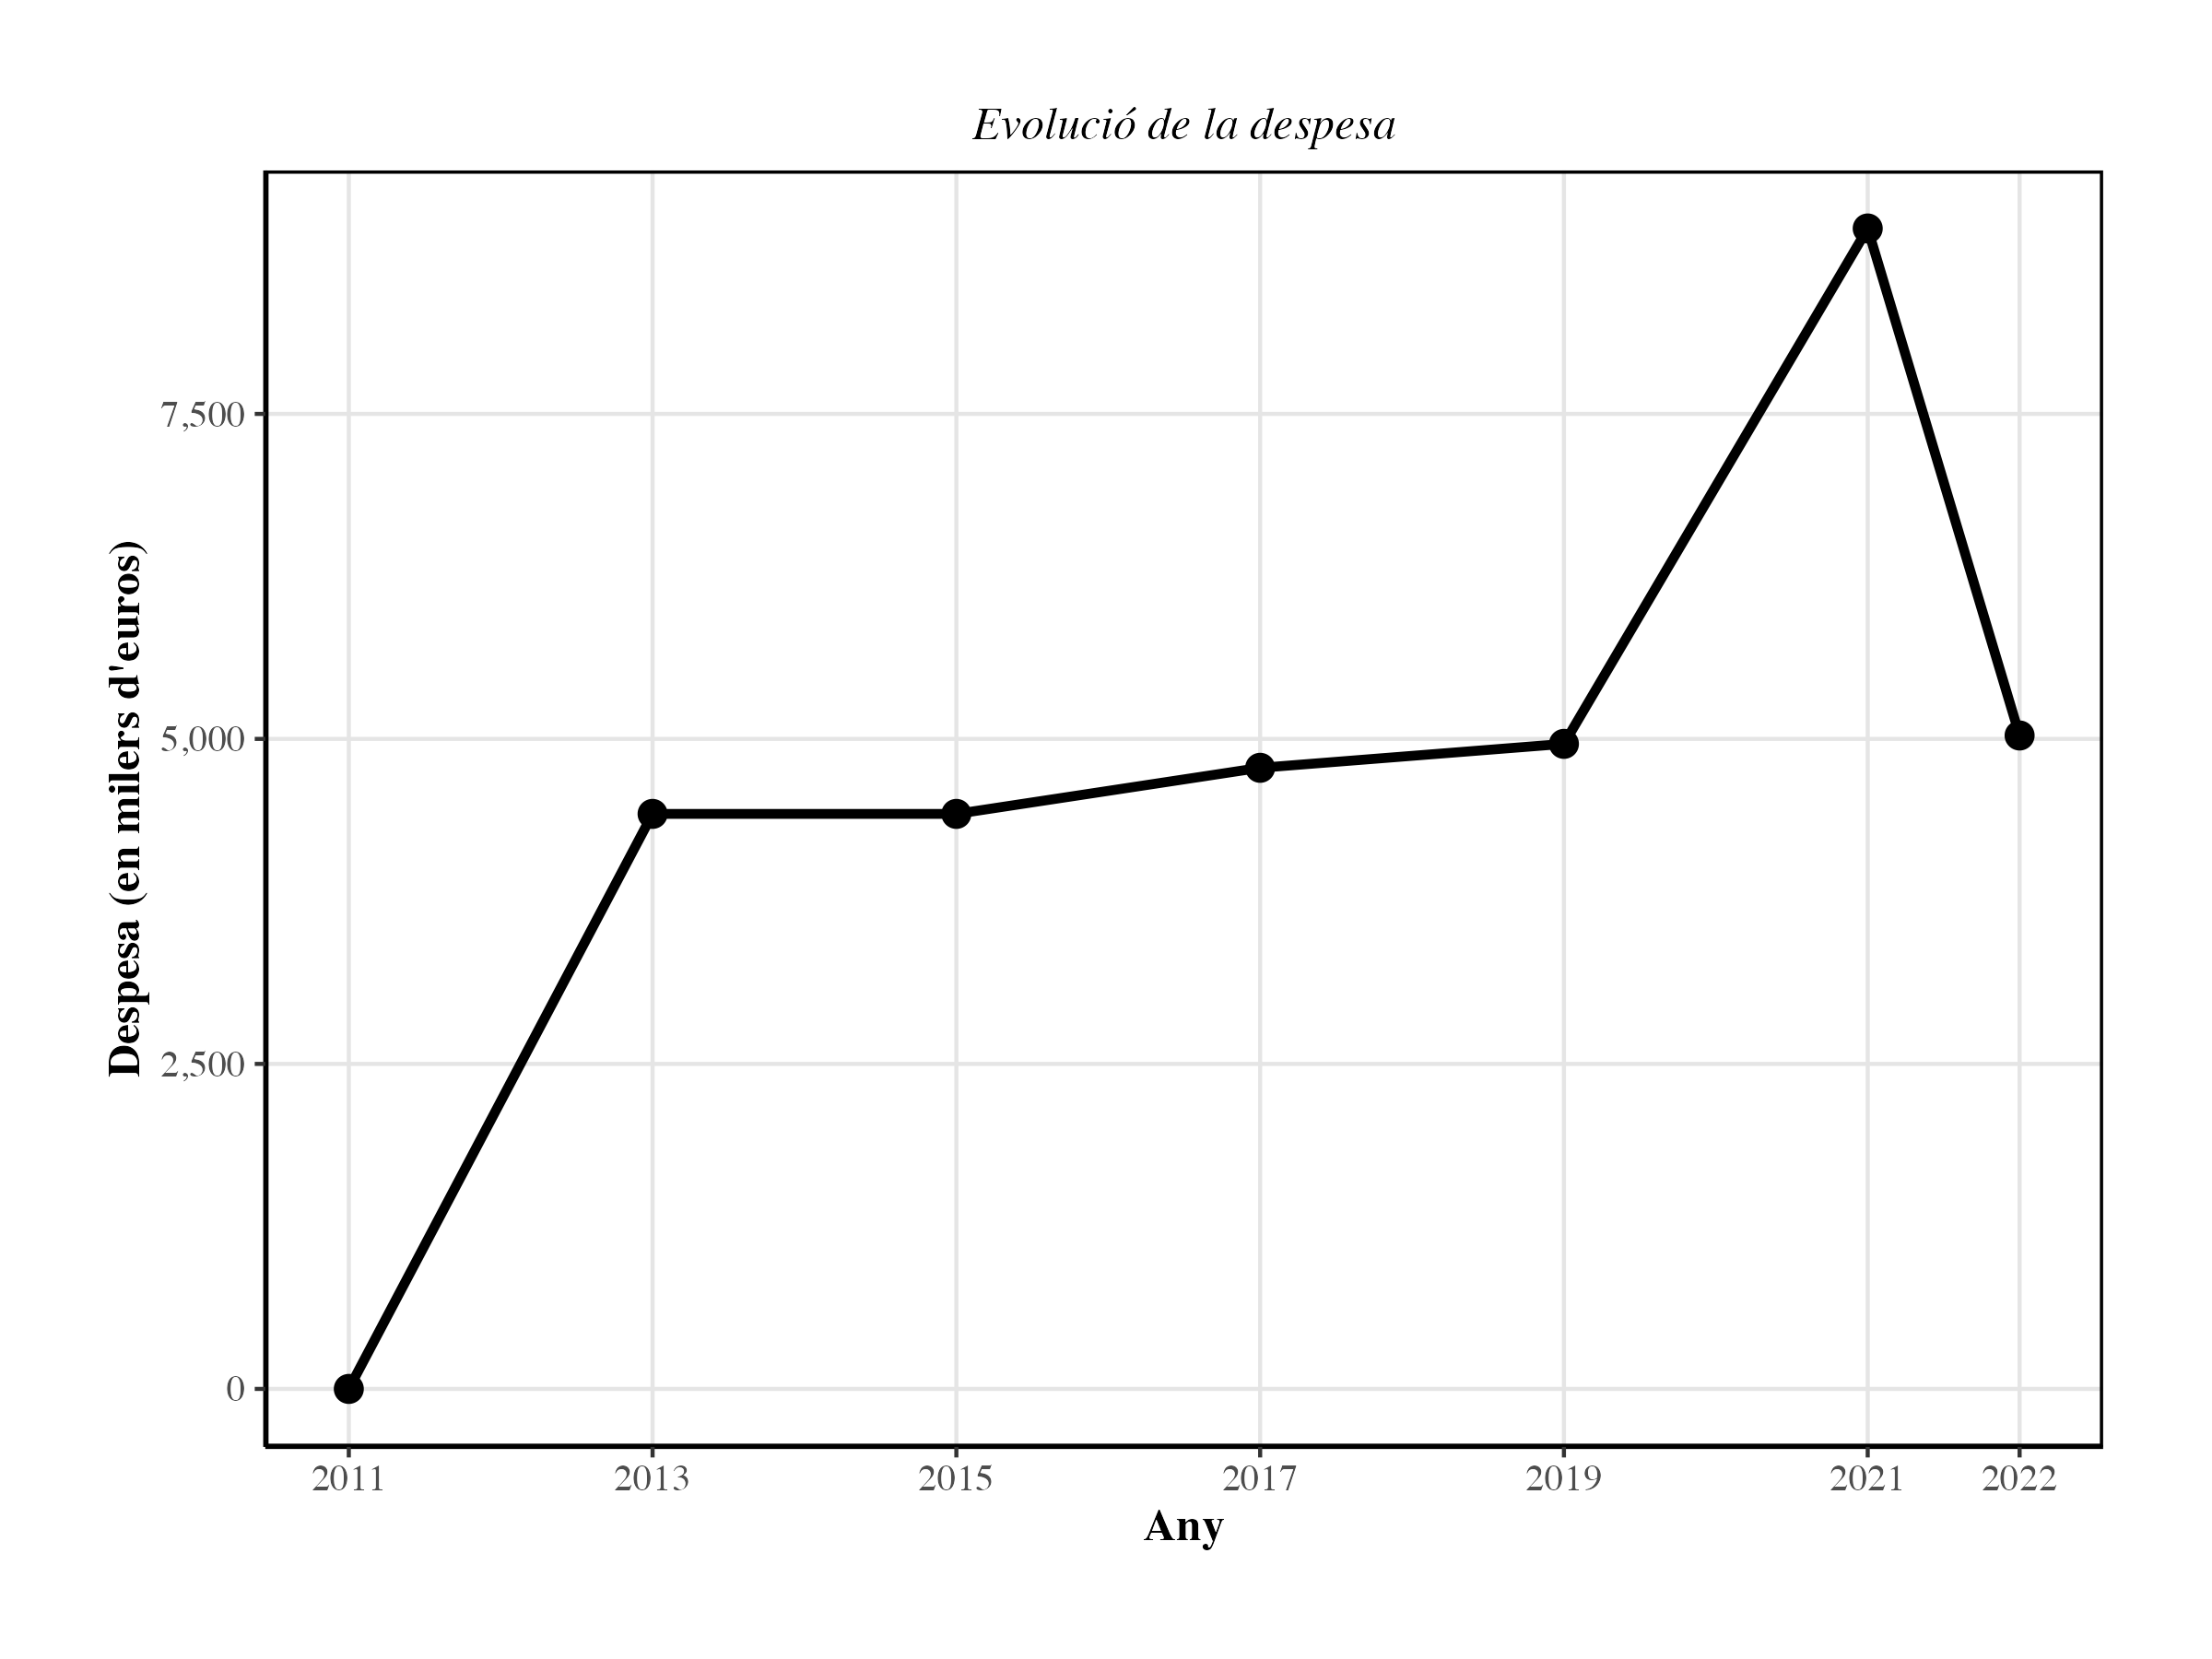 Evolució de la despesa
Despesa (en milers d'euros)
7,500
5,000
2,500
0
2011 2013 2015 2017 2019 2021 2022
Any